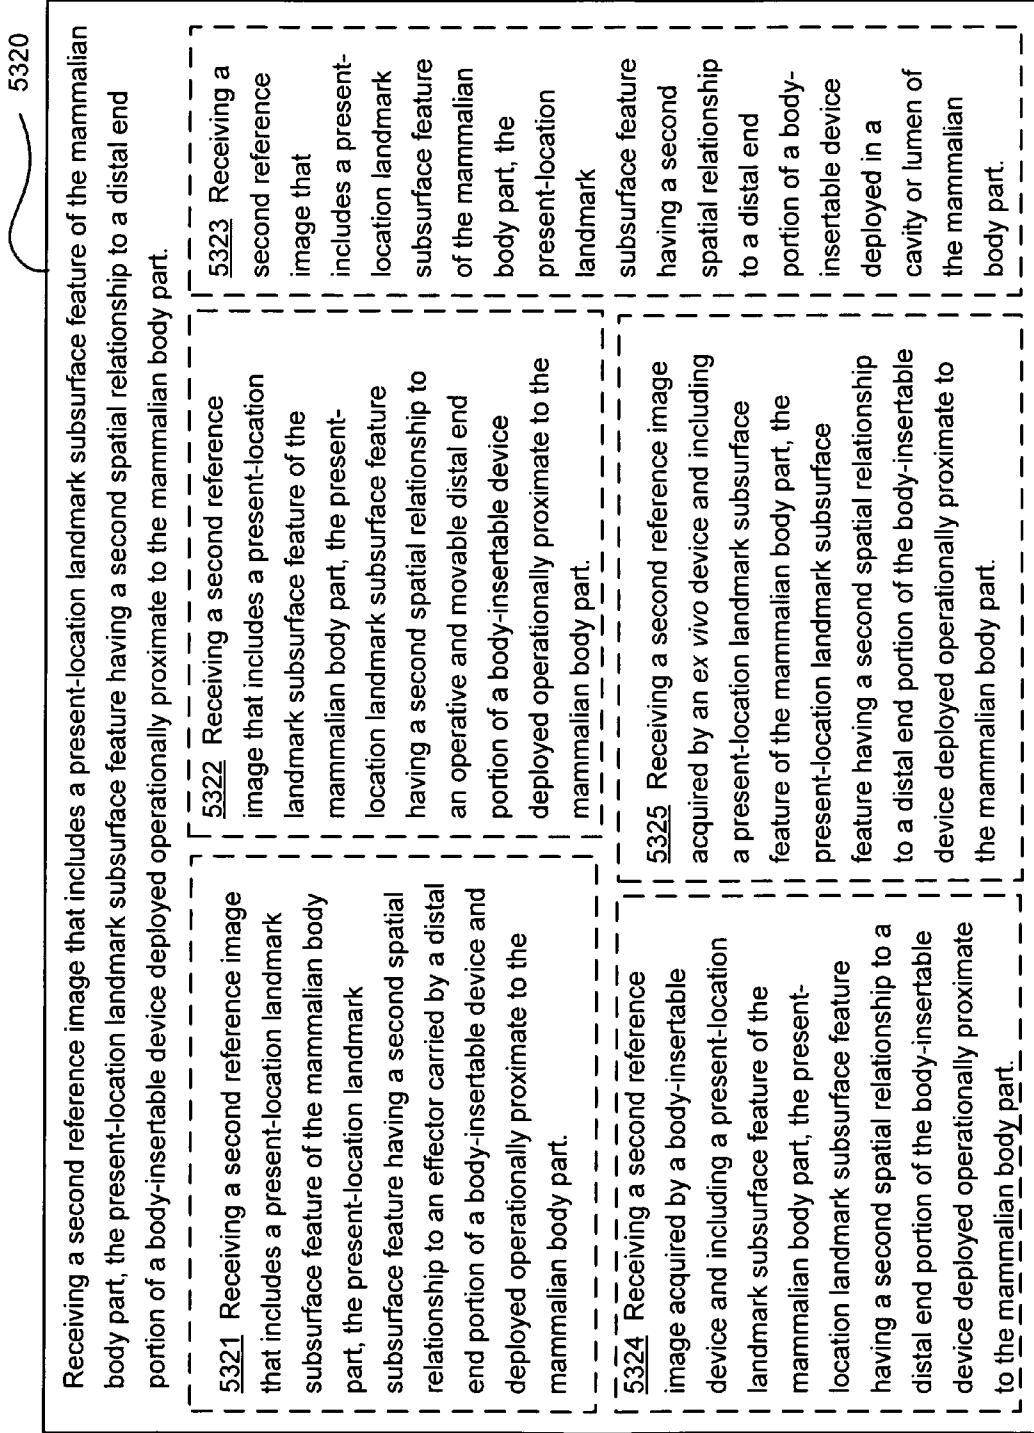 5320
Receiving a second reference image that includes a present-location landmark subsurface feature of the mammalian
body part, the present-location landmark subsurface feature having a second spatial relationship to a distal end
portion of a body-insertable device deployed operationally proximate to the mammalian body part.
5321 Receiving a second reference image
that includes a present-location landmark
subsurface feature of the mammalian body
part, the present-location landmark
subsurface feature having a second spatial
relationship to an effector carried by a distal
end portion of a body-insertable device and
deployed operationally proximate to the
mammalian body part.
5322 Receiving a second reference
image that includes a present-location
landmark subsurface feature of the
mammalian body part, the present-
location landmark subsurface feature
having a second spatial relationship to
an operative and movable distal end
portion of a body-insertable device
deployed operationally proximate to the
mammalian body part.
5323 Receiving a
second reference
image that
includes a present-
location landmark
subsurface feature
of the mammalian
body part, the
present-location
landmark
subsurface feature
having a second
spatial relationship
to a distal end
portion of a body-
insertable device
deployed in a
cavity or lumen of
the mammalian
body part.
5324 Receiving a second reference
image acquired by a body-insertable
device and including a present-location
landmark subsurface feature of the
mammalian body part, the present-
location landmark subsurface feature
having a second spatial relationship to a
distal end portion of the body-insertable
device deployed operationally proximate
to the mammalian body part.
5325 Receiving a second reference image
acquired by an ex vivo device and including
a present-location landmark subsurface
feature of the mammalian body part, the
present-location landmark subsurface
feature having a second spatial relationship
to a distal end portion of the body-insertable
device deployed operationally proximate to
the mammalian body part.